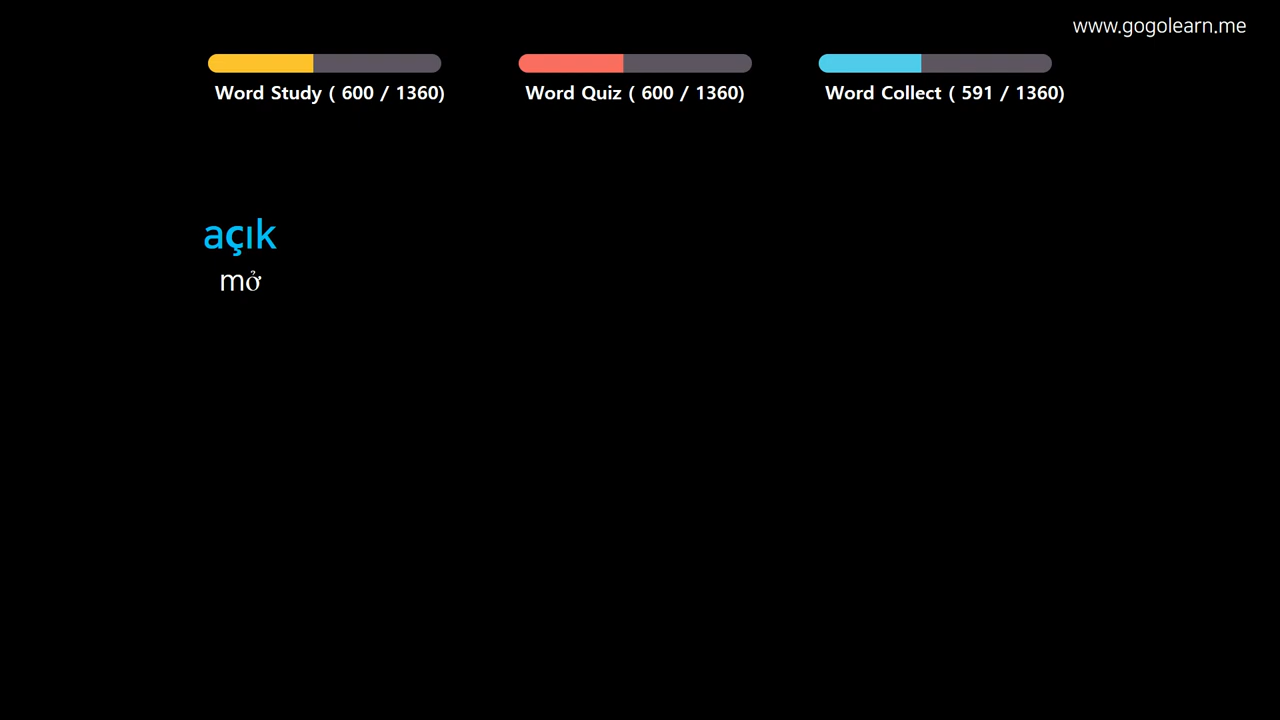 www.gogolearn.me
Word Study ( 600 / 1360)
Word Quiz ( 600 / 1360)
Word Collect ( 591 / 1360)
açık
mở